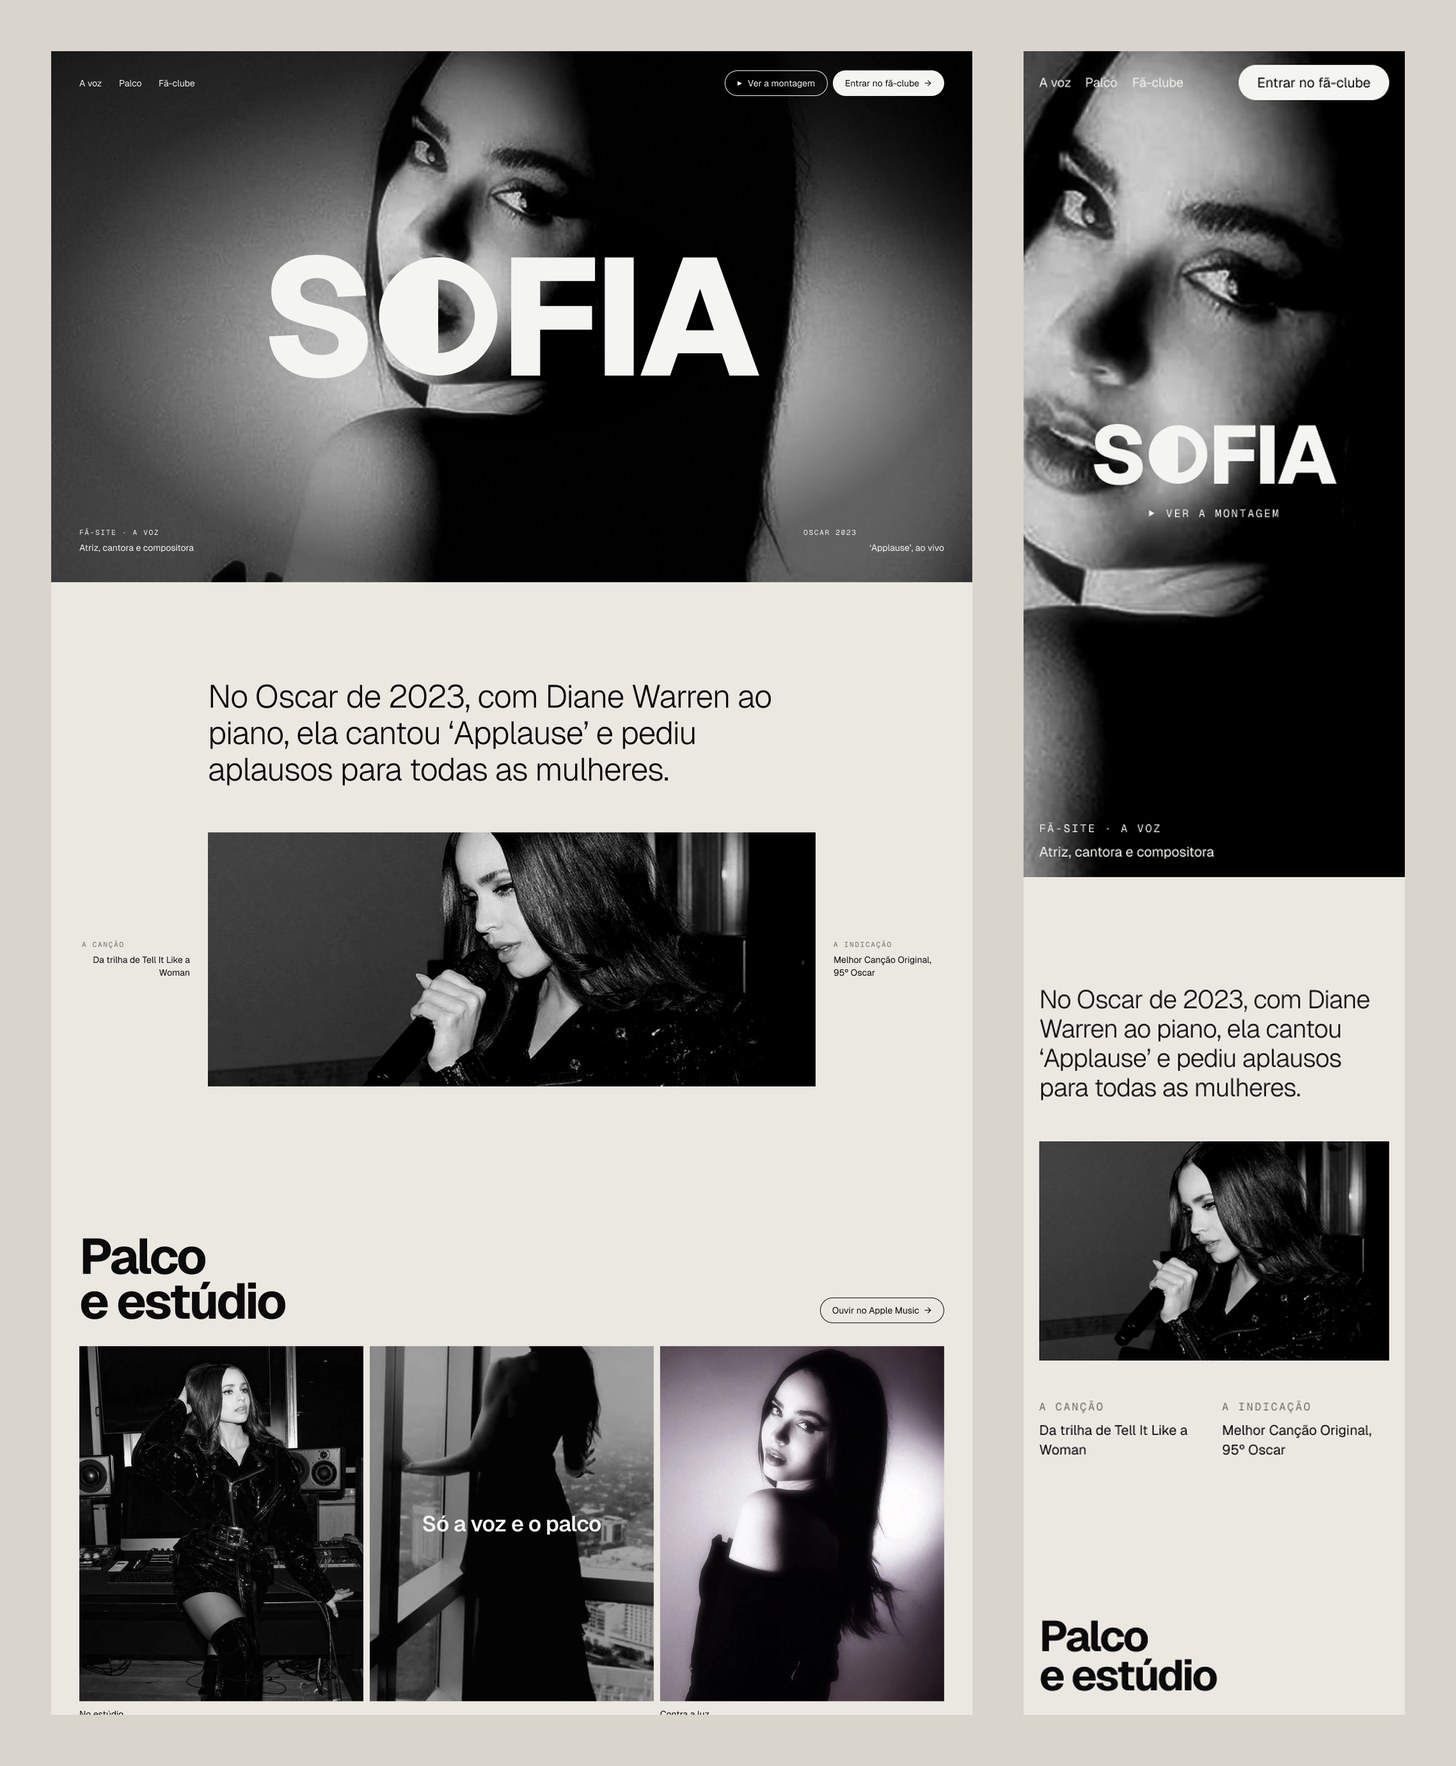 A voz Palco Fã-clube
▶ Ver a montagem Entrar no fã-clube →
SOFIA
FÃ-SITE · A VOZ
Atriz, cantora e compositora
OSCAR 2023
‘Applause’, ao vivo
No Oscar de 2023, com Diane Warren ao
piano, ela cantou ‘Applause’ e pediu
aplausos para todas as mulheres.
A CANÇÃO
Da trilha de Tell It Like a
Woman
A INDICAÇÃO
Melhor Canção Original,
95º Oscar
Palco
e estúdio
Ouvir no Apple Music →
Só a voz e o palco
No estúdio
Contra a luz
A voz Palco Fã-clube
Entrar no fã-clube
SOFIA
▶ VER A MONTAGEM
FÃ-SITE · A VOZ
Atriz, cantora e compositora
No Oscar de 2023, com Diane
Warren ao piano, ela cantou
‘Applause’ e pediu aplausos
para todas as mulheres.
A CANÇÃO
Da trilha de Tell It Like a
Woman
A INDICAÇÃO
Melhor Canção Original,
95º Oscar
Palco
e estúdio